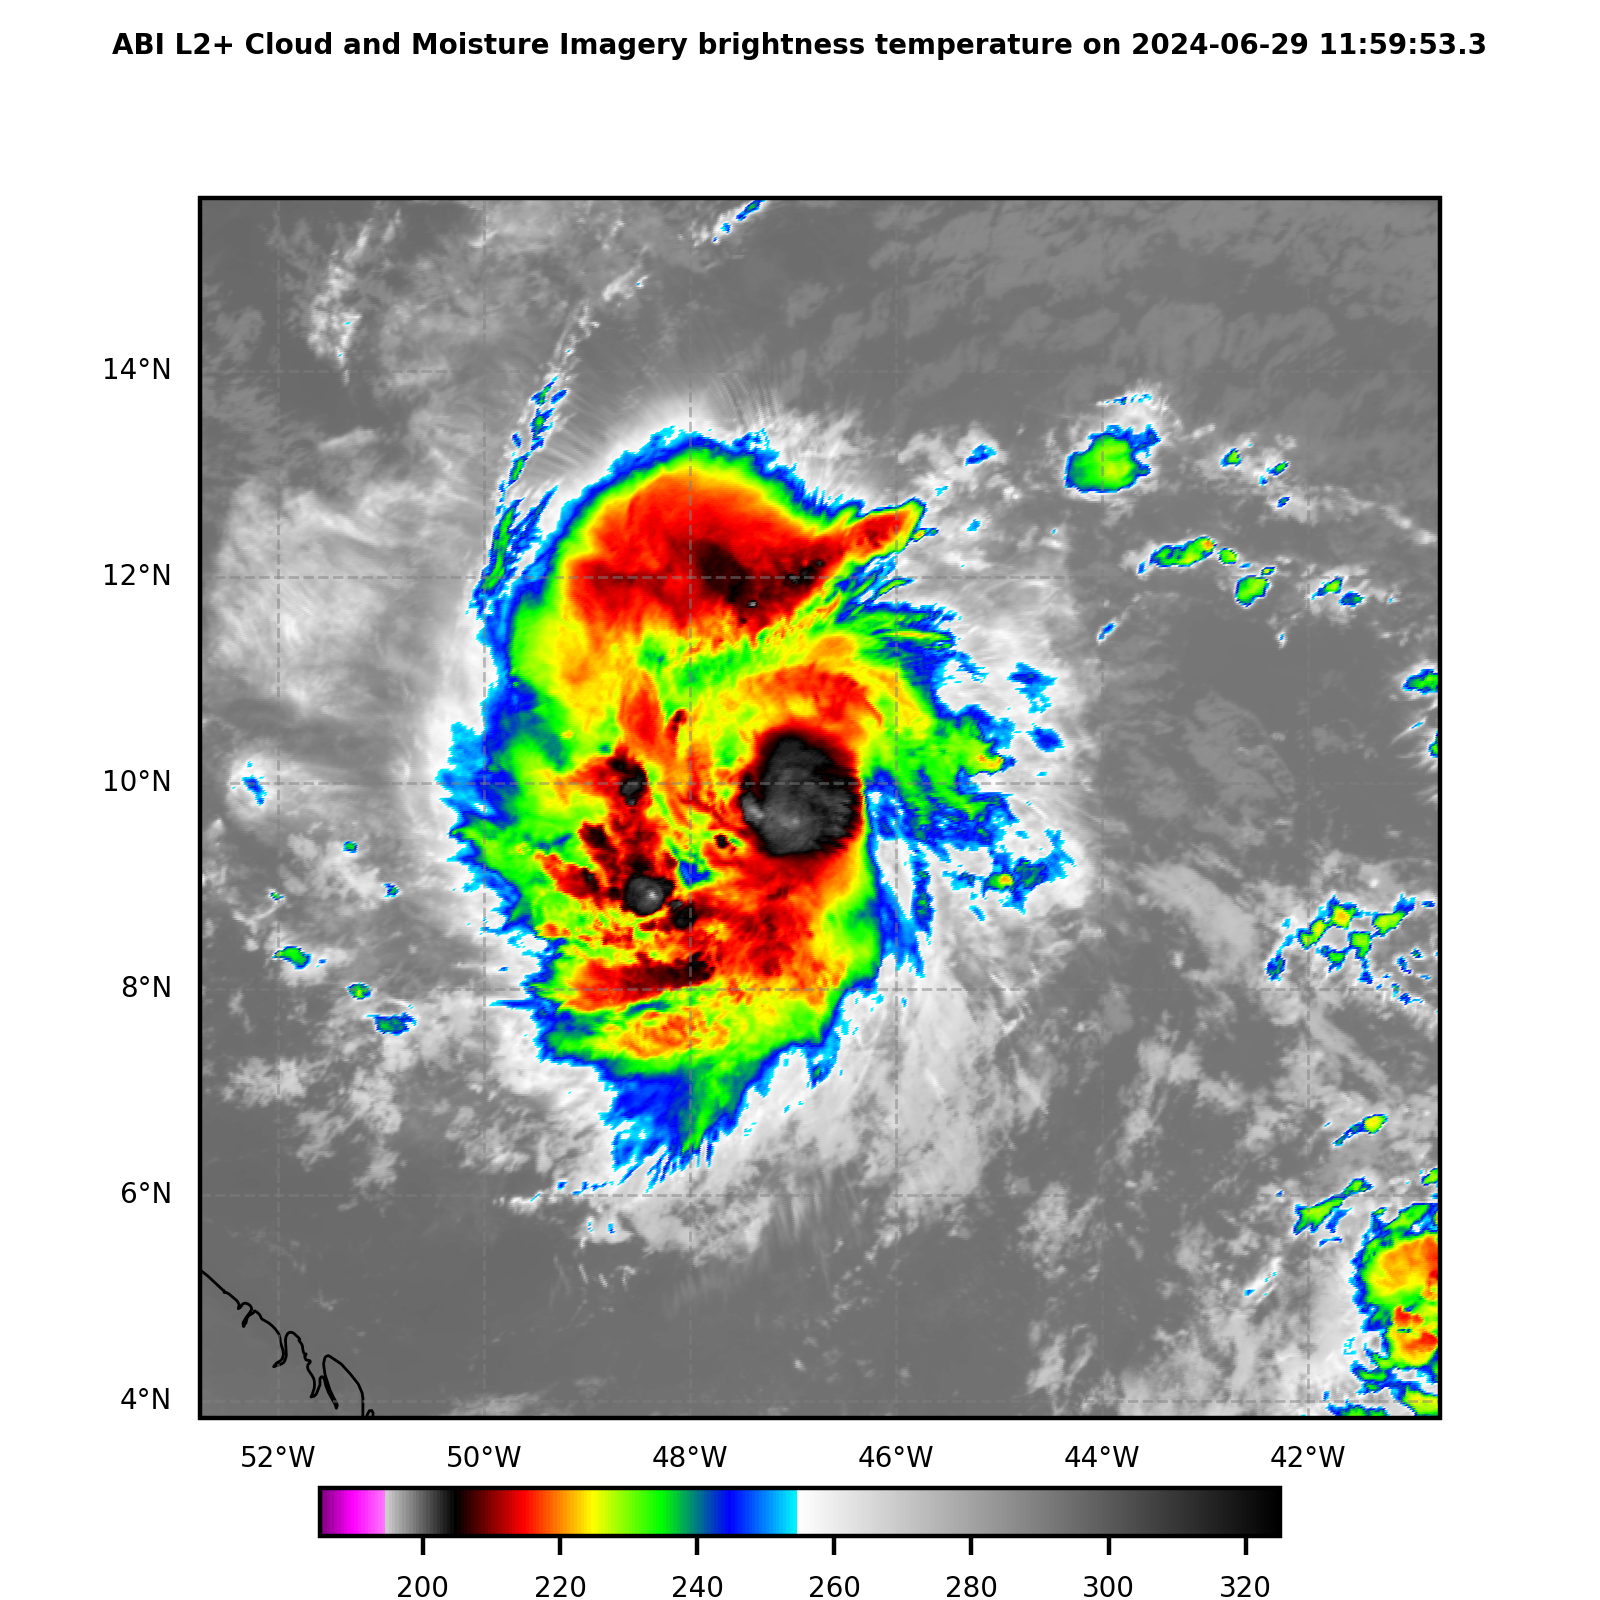 ABI L2+ Cloud and Moisture Imagery brightness temperature on 2024-06-29 11:59:53.3
14°N
12°N
10°N
8°N
6°N
4°N
52°W 50°W 48°W 46°W 44°W 42°W
200 220 240 260 280 300 320